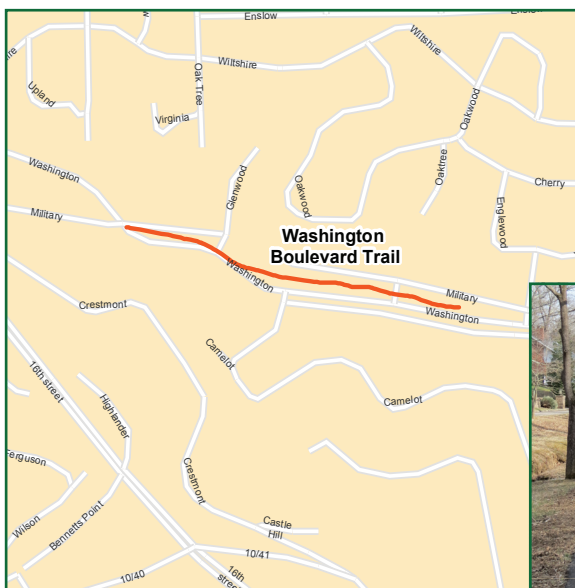 Enslow
Enslow
Wiltshire
Wiltshire
Oak Tree
Upland
Virginia
Oakwood
Washington
Glenwood
Oakwood
Oaktree
Cherry
Military
Englewood
Washington
Boulevard Trail
Washington
Military
Crestmont
Washington
Camelot
16th street
Camelot
Highlander
Ferguson
Crestmont
Wilson
Bennetts Point
Castle
Hill
10/41
10/40
16th
street